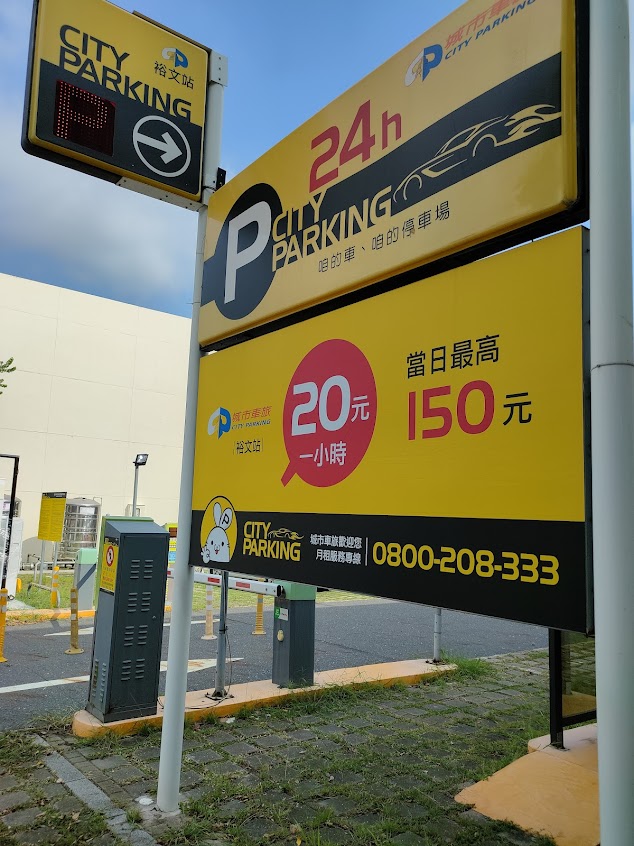 CITY
PARKING
裕文站
P
城市車旅
CITY PARKING
24h
P
CITY
PARKING
咱的車、咱的停車場
城市車旅
CITY PARKING
裕文站
20元
一小時
當日最高
150元
P
CITY
PARKING
城市車旅歡迎您
月租服務專線
0800-208-333